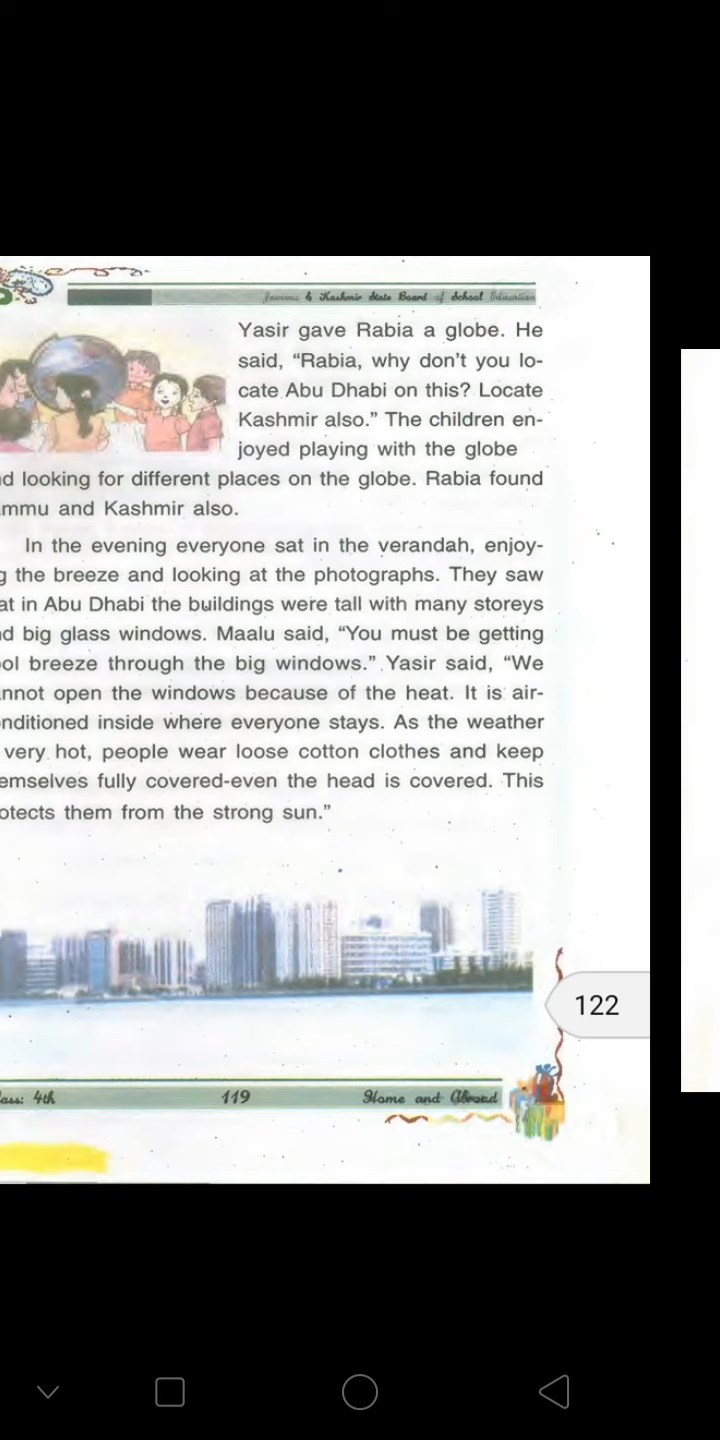 Jammu & Kashmir State Board of School Education
Yasir gave Rabia a globe. He
said, “Rabia, why don’t you lo-
cate Abu Dhabi on this? Locate
Kashmir also.” The children en-
joyed playing with the globe
d looking for different places on the globe. Rabia found
mmu and Kashmir also.
In the evening everyone sat in the verandah, enjoy-
g the breeze and looking at the photographs. They saw
at in Abu Dhabi the buildings were tall with many storeys
d big glass windows. Maalu said, “You must be getting
ol breeze through the big windows.” Yasir said, “We
nnot open the windows because of the heat. It is air-
nditioned inside where everyone stays. As the weather
very hot, people wear loose cotton clothes and keep
emselves fully covered-even the head is covered. This
otects them from the strong sun.”
122
ass: 4th 119 Home and Abroad